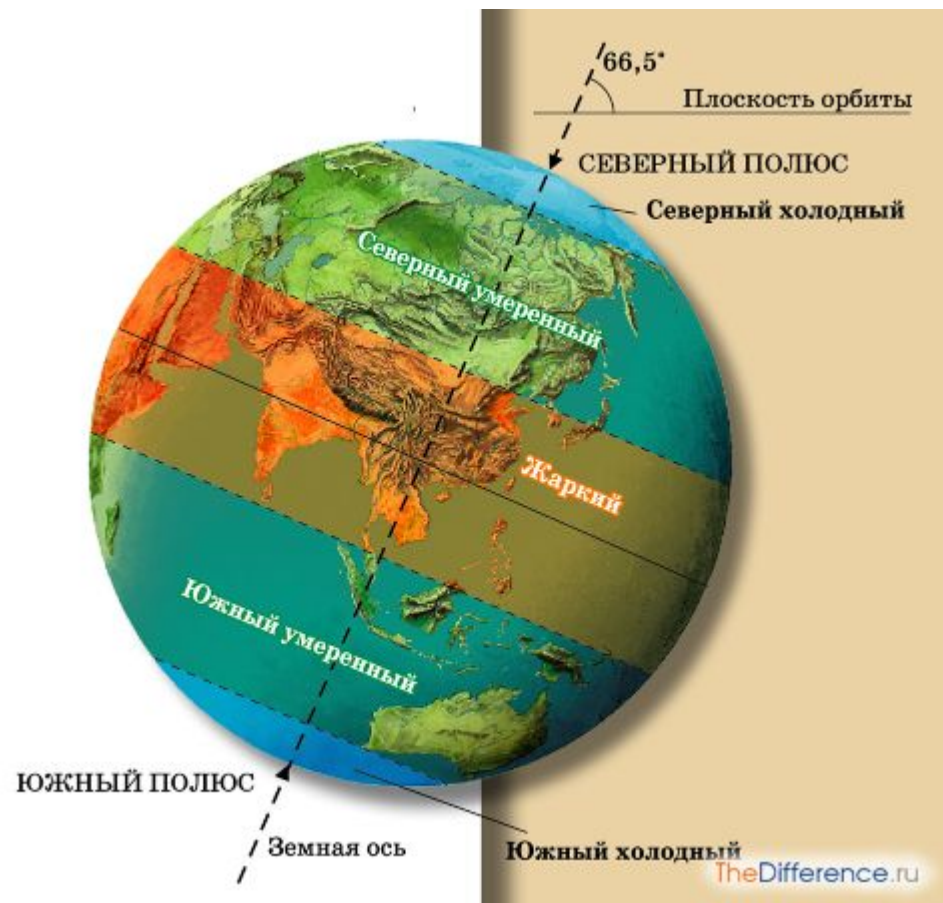 66,5°
Плоскость орбиты
СЕВЕРНЫЙ ПОЛЮС
Северный холодный
Северный умеренный
Жаркий
Южный умеренный
ЮЖНЫЙ ПОЛЮС
Земная ось
Южный холодный
TheDifference.ru